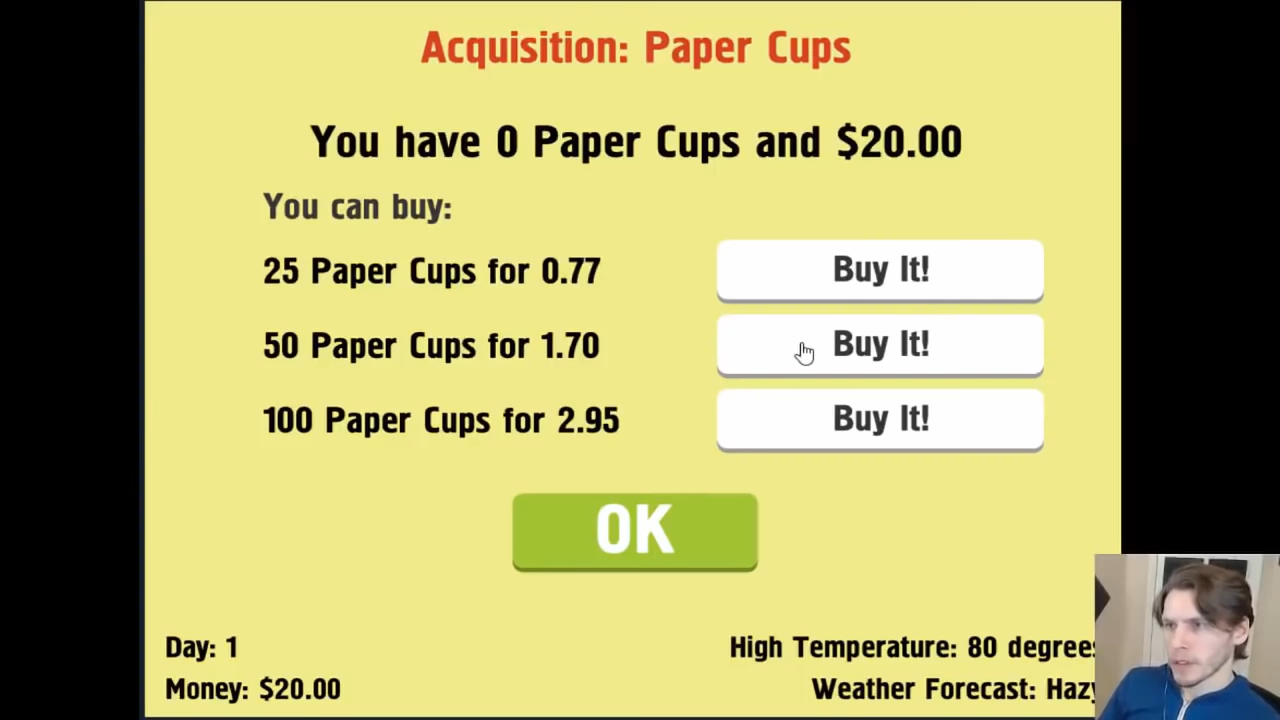 Acquisition: Paper Cups
You have 0 Paper Cups and $20.00
You can buy:
25 Paper Cups for 0.77
Buy It!
50 Paper Cups for 1.70
Buy It!
100 Paper Cups for 2.95
Buy It!
OK
Day: 1
High Temperature: 80 degrees
Money: $20.00
Weather Forecast: Hazy